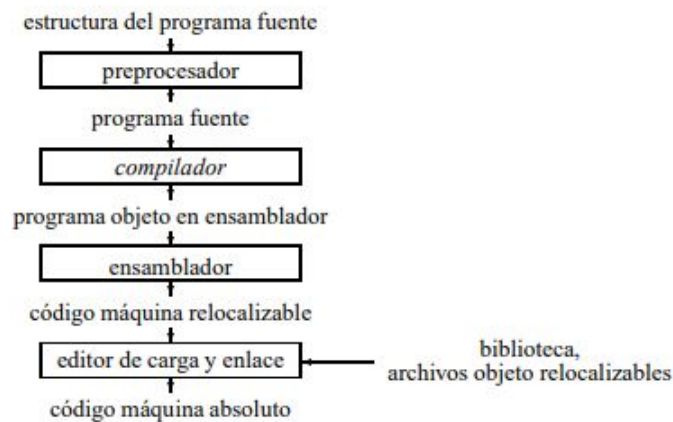 estructura del programa fuente
preprocesador
programa fuente
compilador
programa objeto en ensamblador
ensamblador
código máquina relocalizable
editor de carga y enlace
biblioteca,
archivos objeto relocalizables
código máquina absoluto